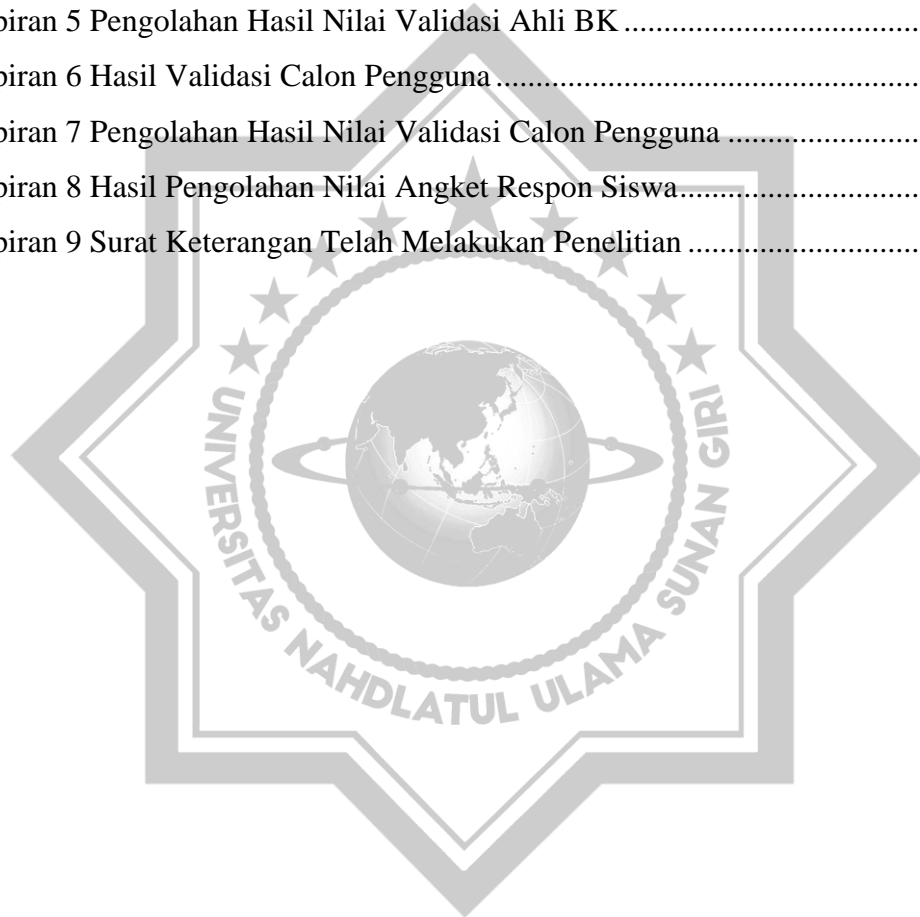 piran 5 Pengolahan Hasil Nilai Validasi Ahli BK ....................................
piran 6 Hasil Validasi Calon Pengguna ....................................................
piran 7 Pengolahan Hasil Nilai Validasi Calon Pengguna ........................
piran 8 Hasil Pengolahan Nilai Angket Respon Siswa..............................
piran 9 Surat Keterangan Telah Melakukan Penelitian .............................
UNIVERSITAS NAHDLATUL ULAMA SUNAN GIRI